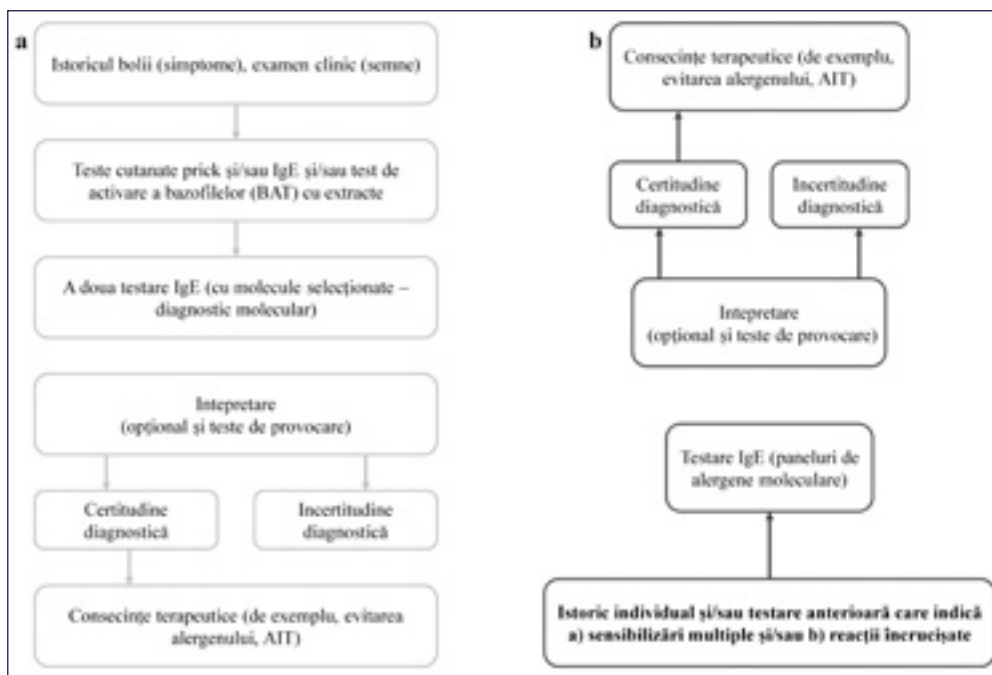 a
Istoricul bolii (simptome), examen clinic (semne)
Teste cutanate prick și/sau IgE și/sau test de
activare a bazofilelor (BAT) cu extracte
A doua testare IgE (cu molecule selecționate –
diagnostic molecular)
Intepretare
(opțional și teste de provocare)
Certitudine
diagnostică
Incertitudine
diagnostică
Consecințe terapeutice (de exemplu, evitarea
alergenului, AIT)
b
Consecințe terapeutice (de exemplu,
evitarea alergenului, AIT)
Certitudine
diagnostică
Incertitudine
diagnostică
Intepretare
(opțional și teste de provocare)
Testare IgE (paneluri de
alergene moleculare)
Istoric individual și/sau testare anterioară care indică
a) sensibilizări multiple și/sau b) reacții încrucișate